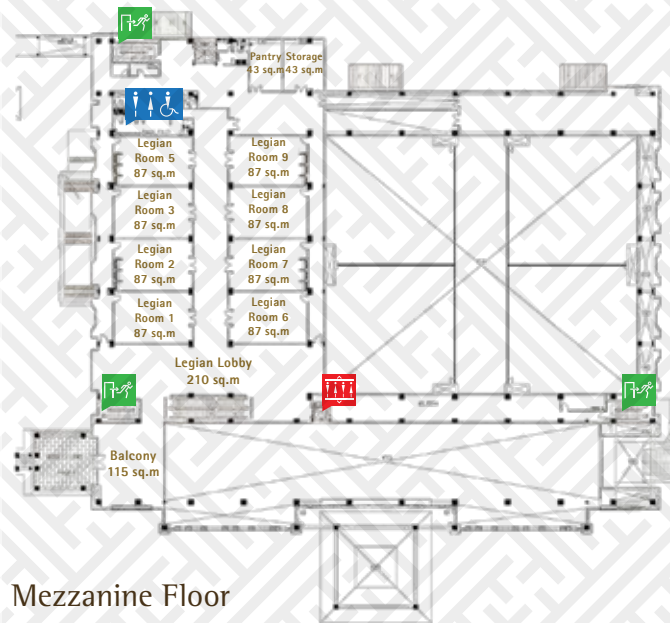 Pantry Storage
43 sq.m 43 sq.m
Legian
Room 5
87 sq.m
Legian
Room 9
87 sq.m
Legian
Room 3
87 sq.m
Legian
Room 8
87 sq.m
Legian
Room 2
87 sq.m
Legian
Room 7
87 sq.m
Legian
Room 1
87 sq.m
Legian
Room 6
87 sq.m
Legian Lobby
210 sq.m
Balcony
115 sq.m
Mezzanine Floor